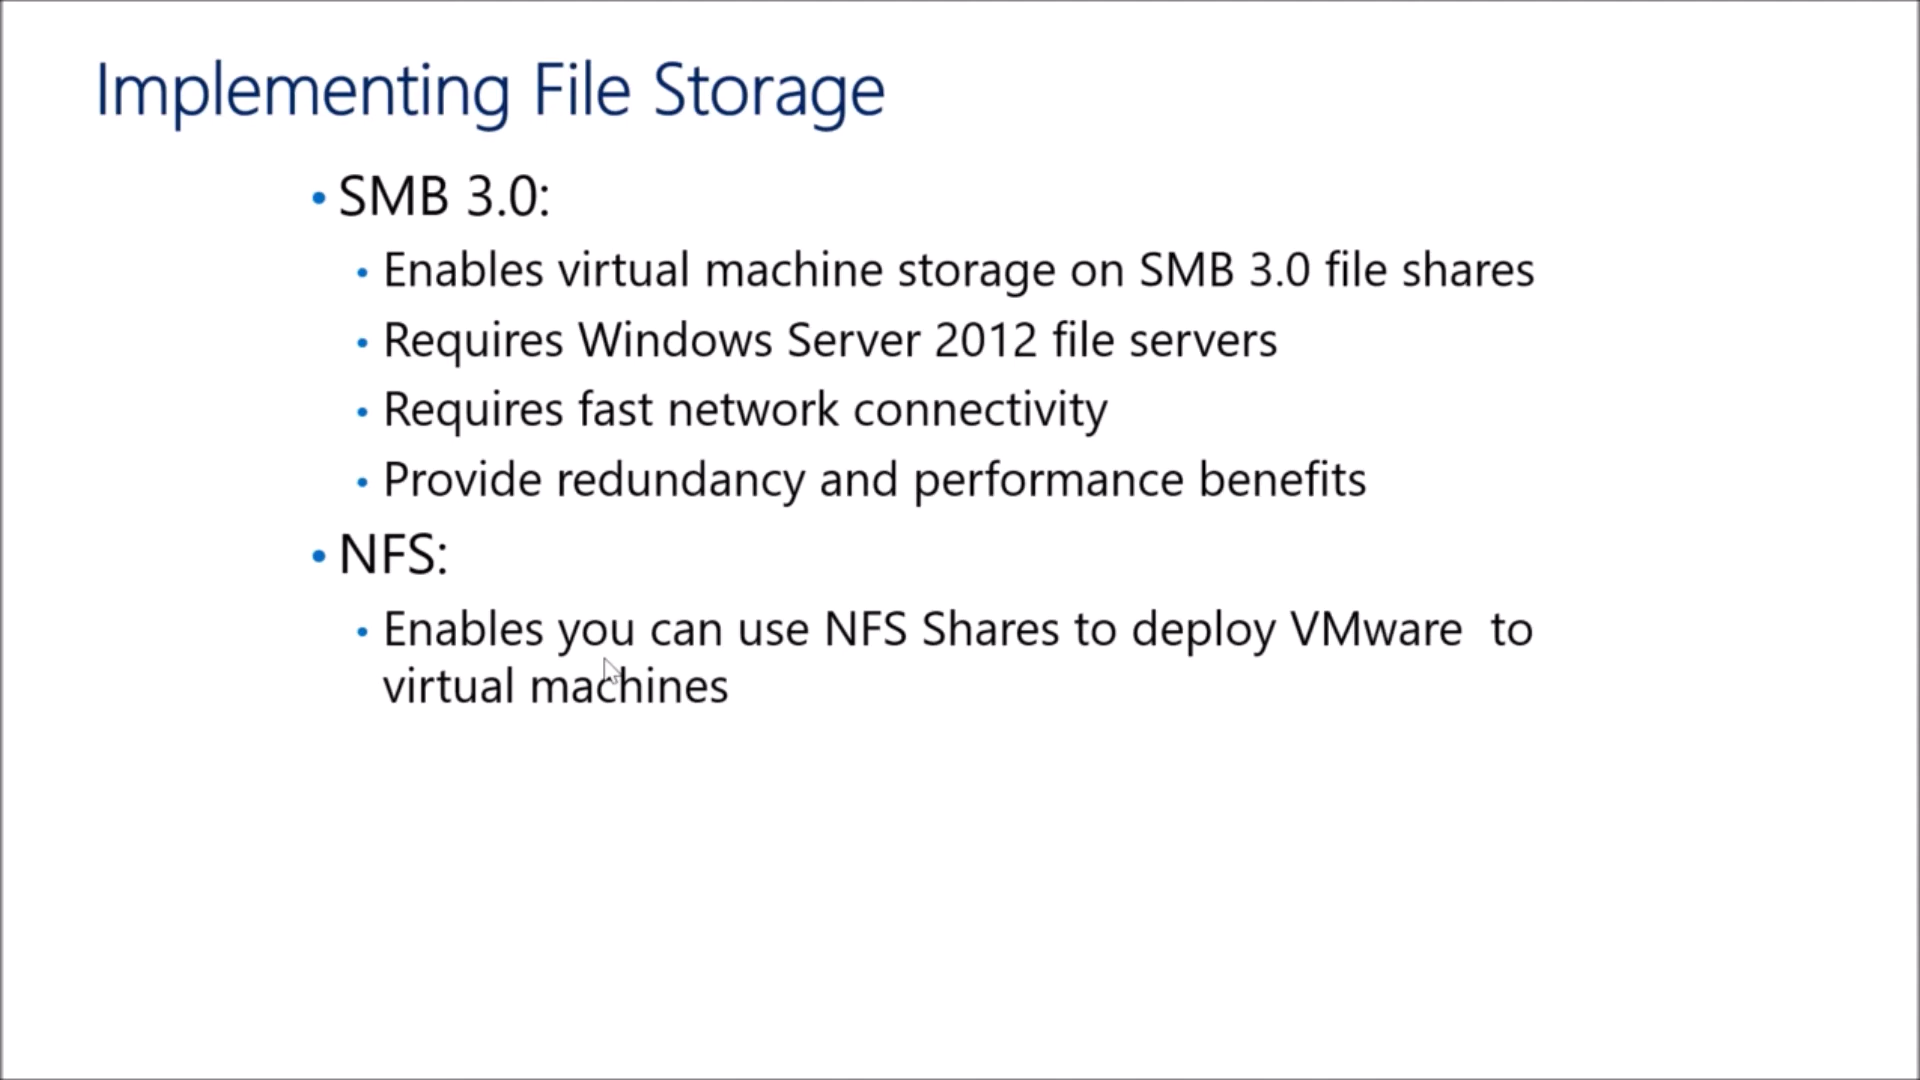 Implementing File Storage
• SMB 3.0:
• Enables virtual machine storage on SMB 3.0 file shares
• Requires Windows Server 2012 file servers
• Requires fast network connectivity
• Provide redundancy and performance benefits
• NFS:
• Enables you can use NFS Shares to deploy VMware  to
virtual machines